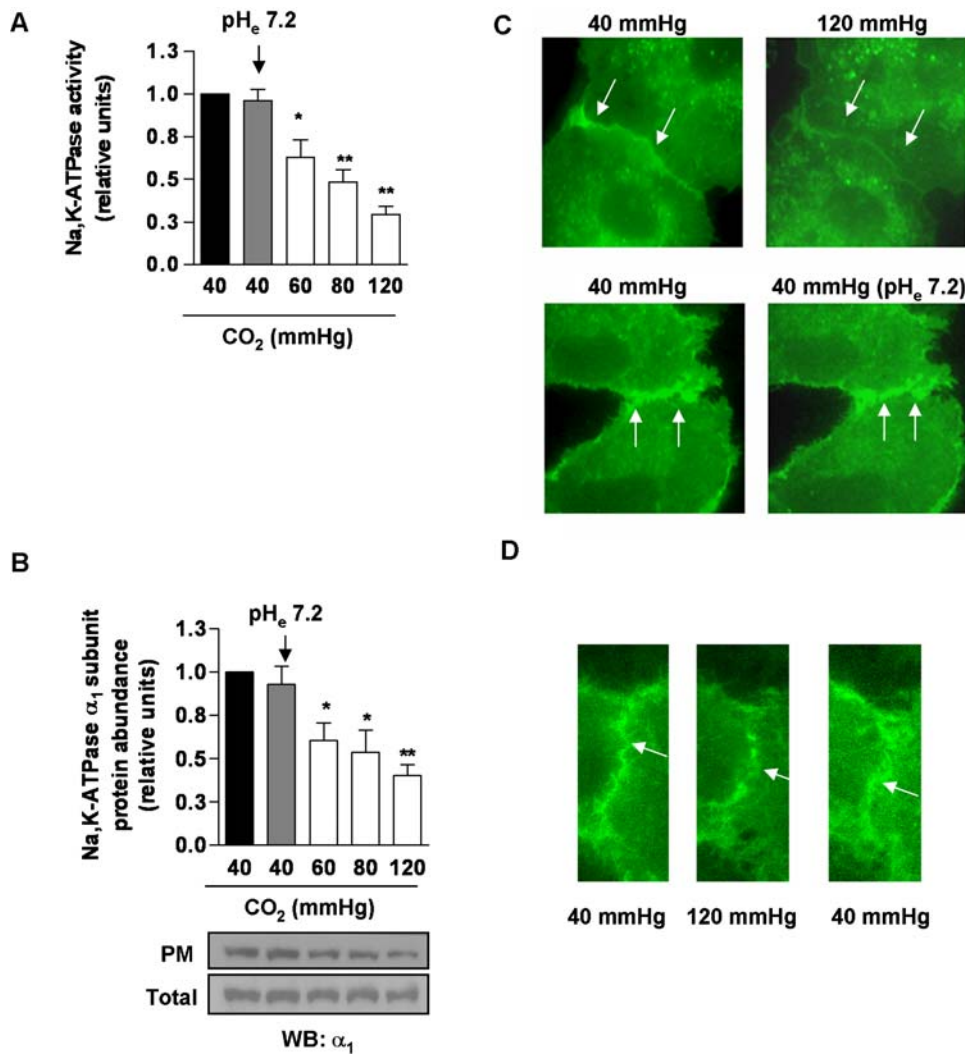 A
pHe 7.2
Na,K-ATPase activity
(relative units)
1.3
1.0
0.8
0.5
0.3
0.0
*
**
**
40 40 60 80 120
CO2 (mmHg)
B
pHe 7.2
Na,K-ATPase α1 subunit
protein abundance
(relative units)
1.3
1.0
0.8
0.5
0.3
0.0
*
*
**
40 40 60 80 120
CO2 (mmHg)
PM
Total
WB: α1
C
40 mmHg 120 mmHg
40 mmHg 40 mmHg (pHe 7.2)
D
40 mmHg 120 mmHg 40 mmHg